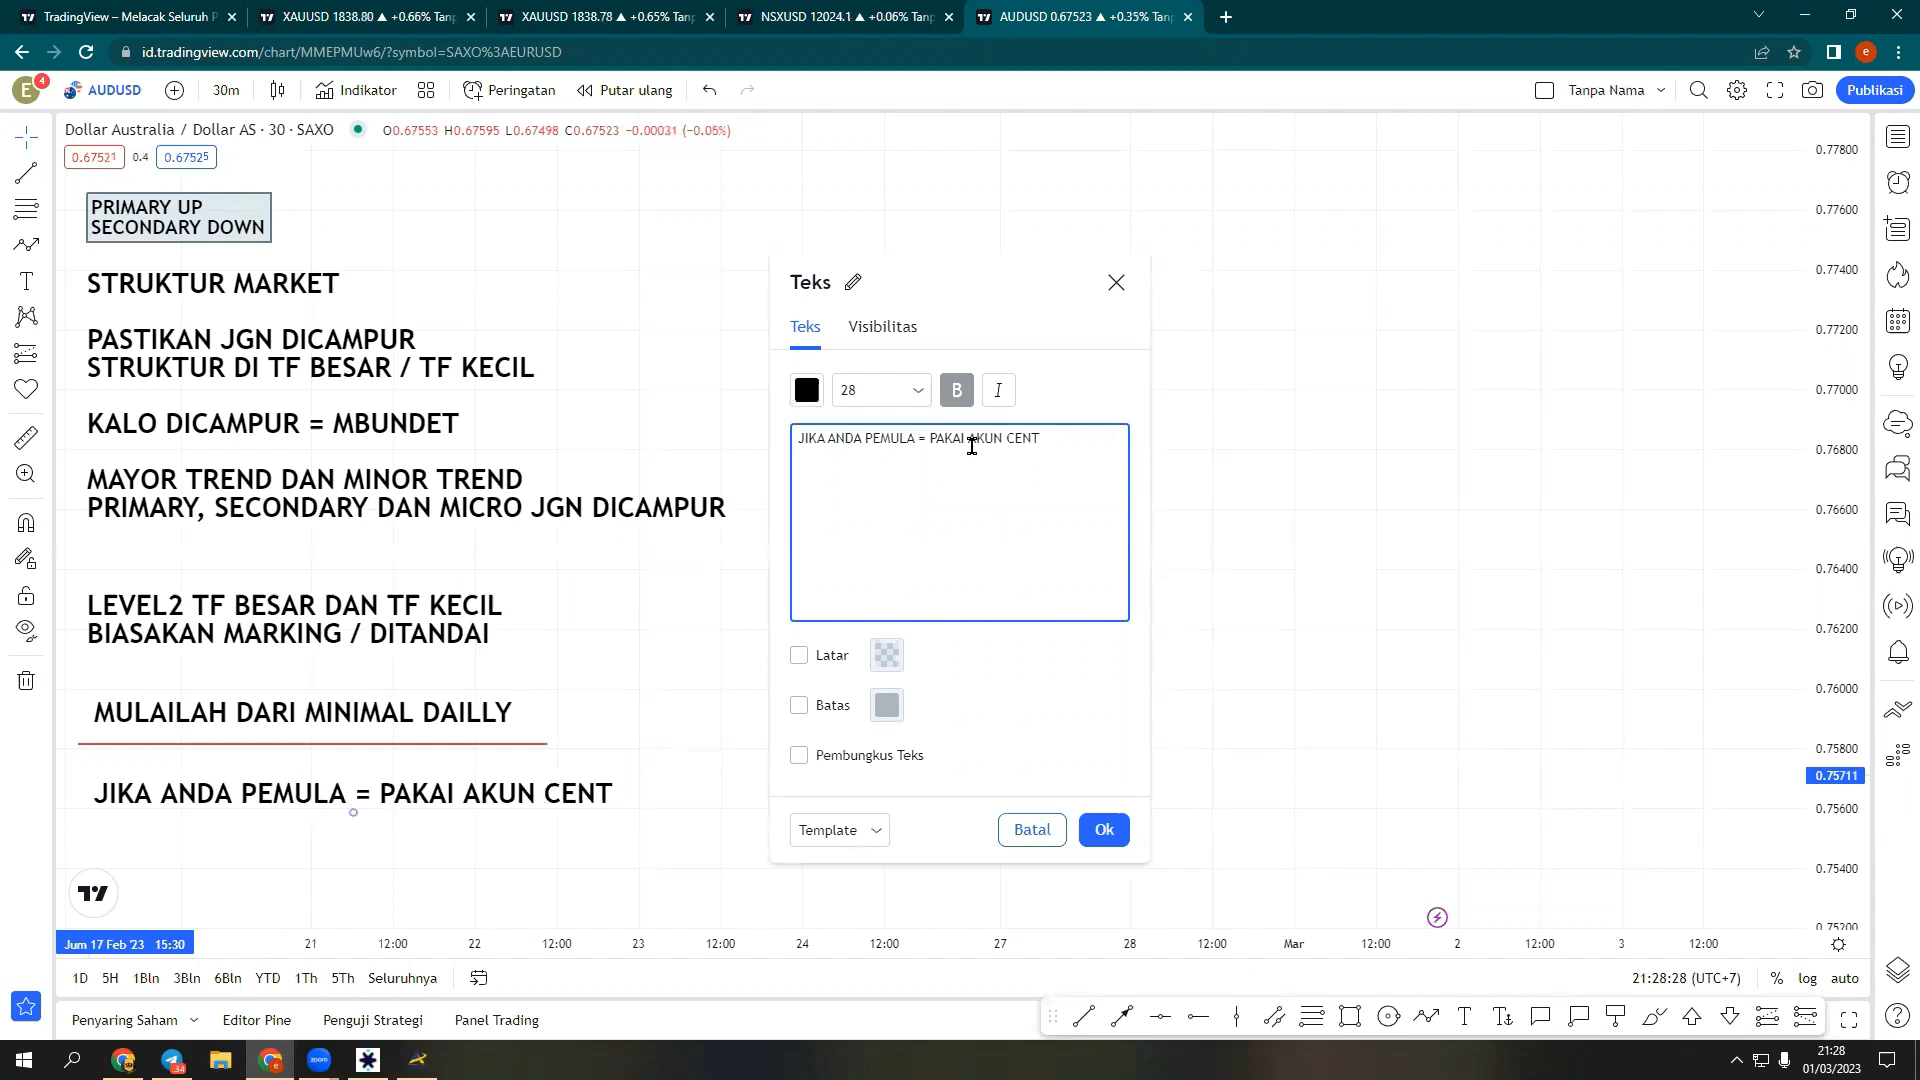 TradingView – Melacak Seluruh P
XAUUSD 1838.80 ▲ +0.66% Tanp
XAUUSD 1838.78 ▲ +0.65% Tanp
NSXUSD 12024.1 ▲ +0.06% Tanp
AUDUSD 0.67523 ▲ +0.35% Tanp
id.tradingview.com/chart/MMEPMUw6/?symbol=SAXO%3AEURUSD
e
E 4 AUDUSD 30m Indikator Peringatan Putar ulang Tanpa Nama Publikasi
Dollar Australia / Dollar AS · 30 · SAXO O0.67553 H0.67595 L0.67498 C0.67523 −0.00031 (−0.05%)
0.67521 0.4 0.67525
PRIMARY UP
SECONDARY DOWN
STRUKTUR MARKET
PASTIKAN JGN DICAMPUR
STRUKTUR DI TF BESAR / TF KECIL
KALO DICAMPUR = MBUNDET
MAYOR TREND DAN MINOR TREND
PRIMARY, SECONDARY DAN MICRO JGN DICAMPUR
LEVEL2 TF BESAR DAN TF KECIL
BIASAKAN MARKING / DITANDAI
MULAILAH DARI MINIMAL DAILLY
JIKA ANDA PEMULA = PAKAI AKUN CENT
Teks
Teks Visibilitas
28 B I
JIKA ANDA PEMULA = PAKAI AKUN CENT
Latar
Batas
Pembungkus Teks
Template Batal Ok
0.77800
0.77600
0.77400
0.77200
0.77000
0.76800
0.76600
0.76400
0.76200
0.76000
0.75800
0.75711
0.75600
0.75400
0.75200
Jum 17 Feb '23 15:30 21 12:00 22 12:00 23 12:00 24 12:00 27 28 12:00 Mar 12:00 2 12:00 3 12:00
1D 5H 1Bln 3Bln 6Bln YTD 1Th 5Th Seluruhnya 21:28:28 (UTC+7) % log auto
Penyaring Saham Editor Pine Penguji Strategi Panel Trading
34
zoom
21:28
01/03/2023